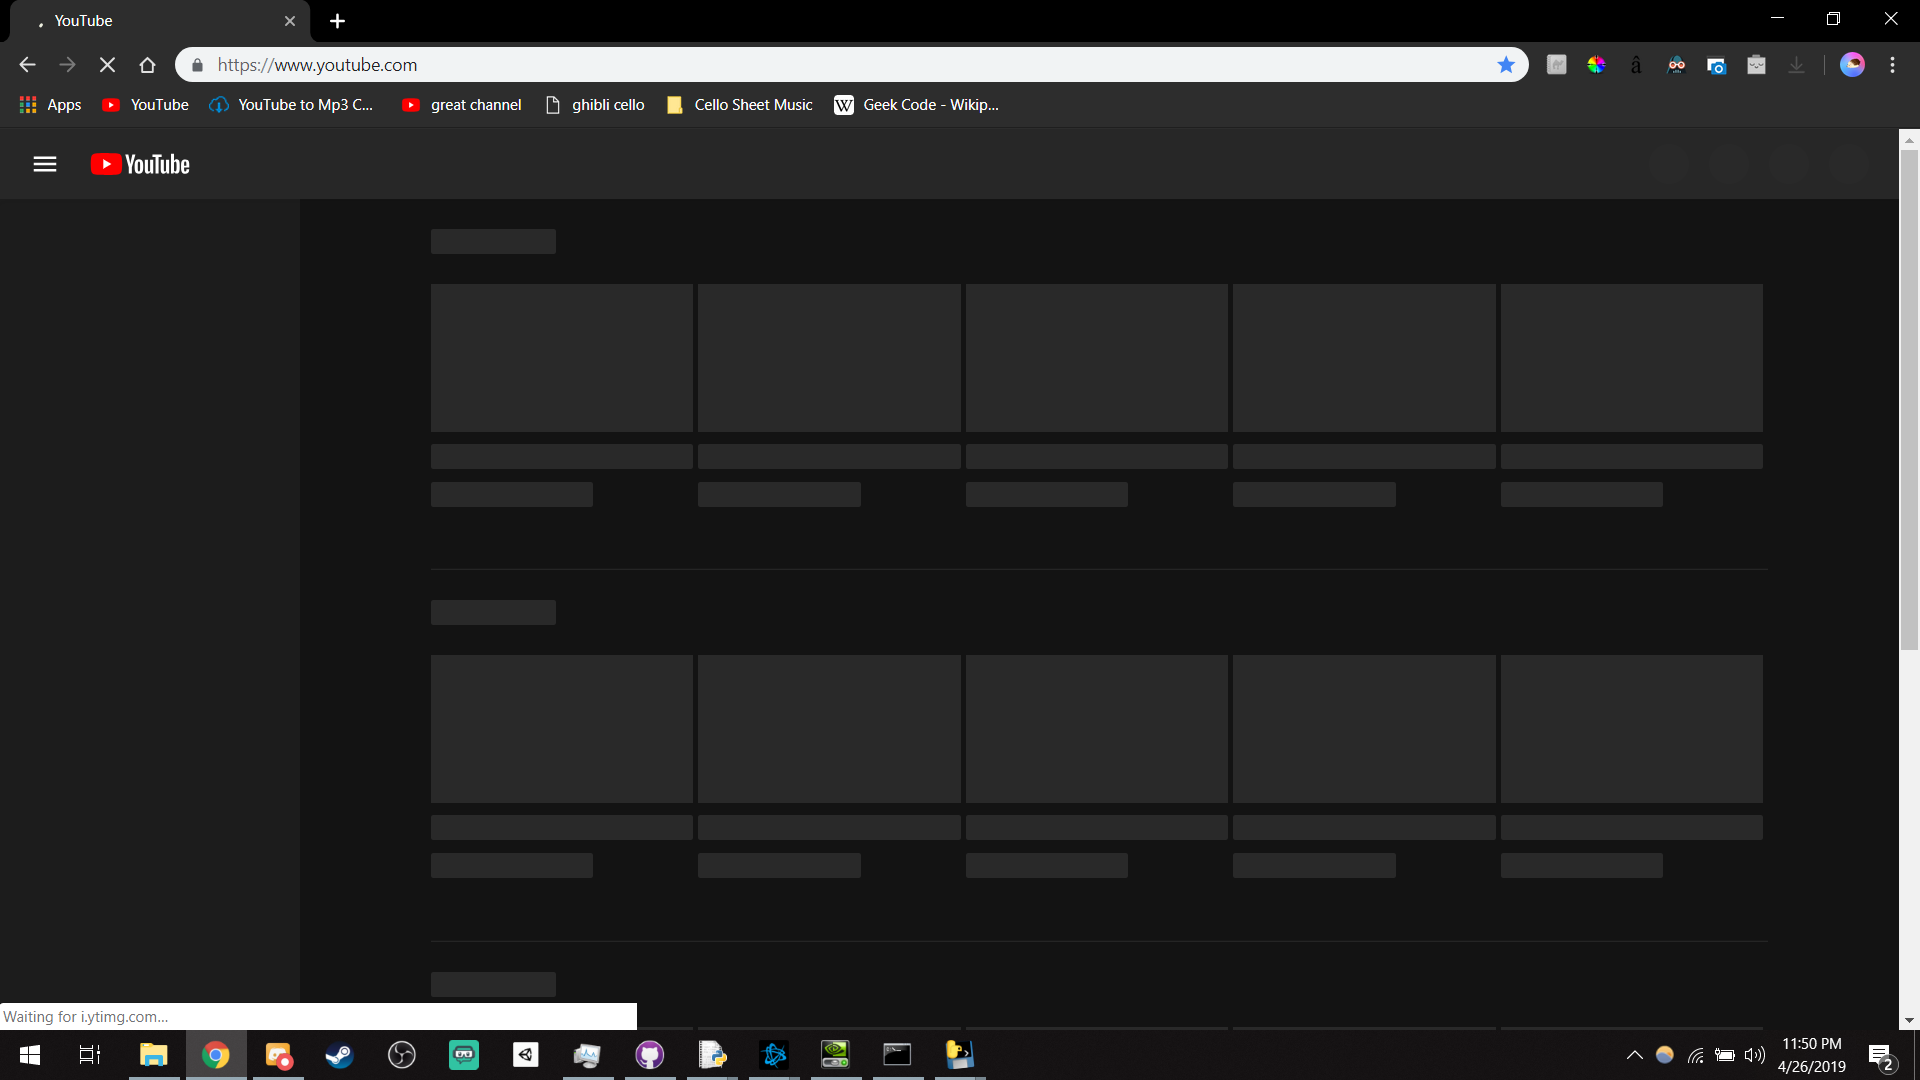 YouTube
https://www.youtube.com
Apps YouTube YouTube to Mp3 C... great channel ghibli cello Cello Sheet Music W Geek Code - Wikip...
YouTube
Waiting for i.ytimg.com...
11:50 PM
4/26/2019
2